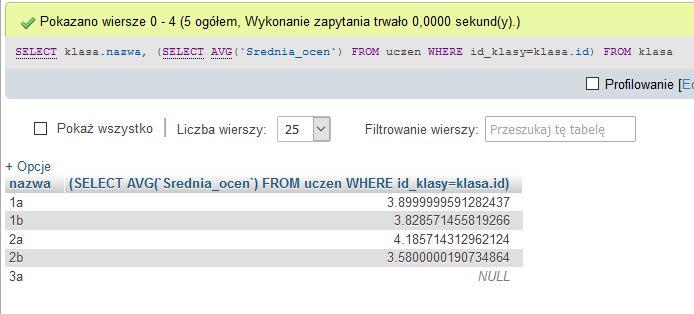 Pokazano wiersze 0 - 4 (5 ogółem, Wykonanie zapytania trwało 0,0000 sekund(y).)
SELECT klasa.nazwa, (SELECT AVG(`Srednia_ocen`) FROM uczen WHERE id_klasy=klasa.id) FROM klasa
Profilowanie [Ec
Pokaż wszystko Liczba wierszy: 25 Filtrowanie wierszy: Przeszukaj tę tabelę
+ Opcje
nazwa (SELECT AVG(`Srednia_ocen`) FROM uczen WHERE id_klasy=klasa.id)
1a 3.8999999591282437
1b 3.828571455819266
2a 4.185714312962124
2b 3.5800000190734864
3a NULL